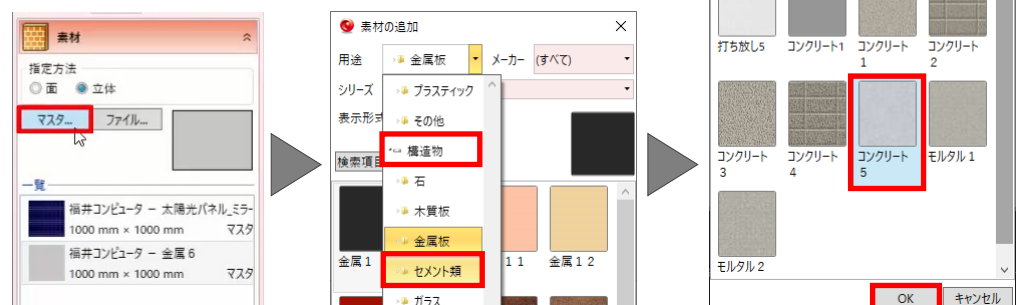 素材
指定方法
面 立体
マスタ... ファイル...
一覧
福井コンピュータ - 太陽光パネル_ミラ-
1000 mm × 1000 mm マスタ
福井コンピュータ - 金属６
1000 mm × 1000 mm マスタ
素材の追加
用途 金属板 メーカー (すべて)
シリーズ プラスティック
表示形式 その他
構造物
検索項目
石
木質板
金属板
金属１ １１ 金属１２
セメント類
ガラス
打ち放し5 コンクリート1 コンクリート
1
コンクリート
2
コンクリート
3
コンクリート
4
コンクリート
5
モルタル１
モルタル２
OK キャンセル